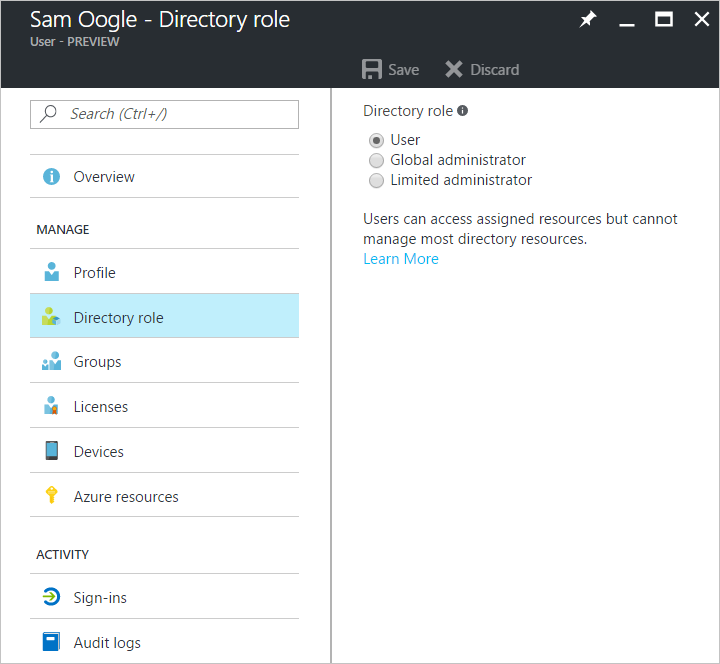 Sam Oogle - Directory role
User - PREVIEW
Save
Discard
Search (Ctrl+/)
Overview
MANAGE
Profile
Directory role
Groups
Licenses
Devices
Azure resources
ACTIVITY
Sign-ins
Audit logs
Directory role
User
Global administrator
Limited administrator
Users can access assigned resources but cannot
manage most directory resources.
Learn More